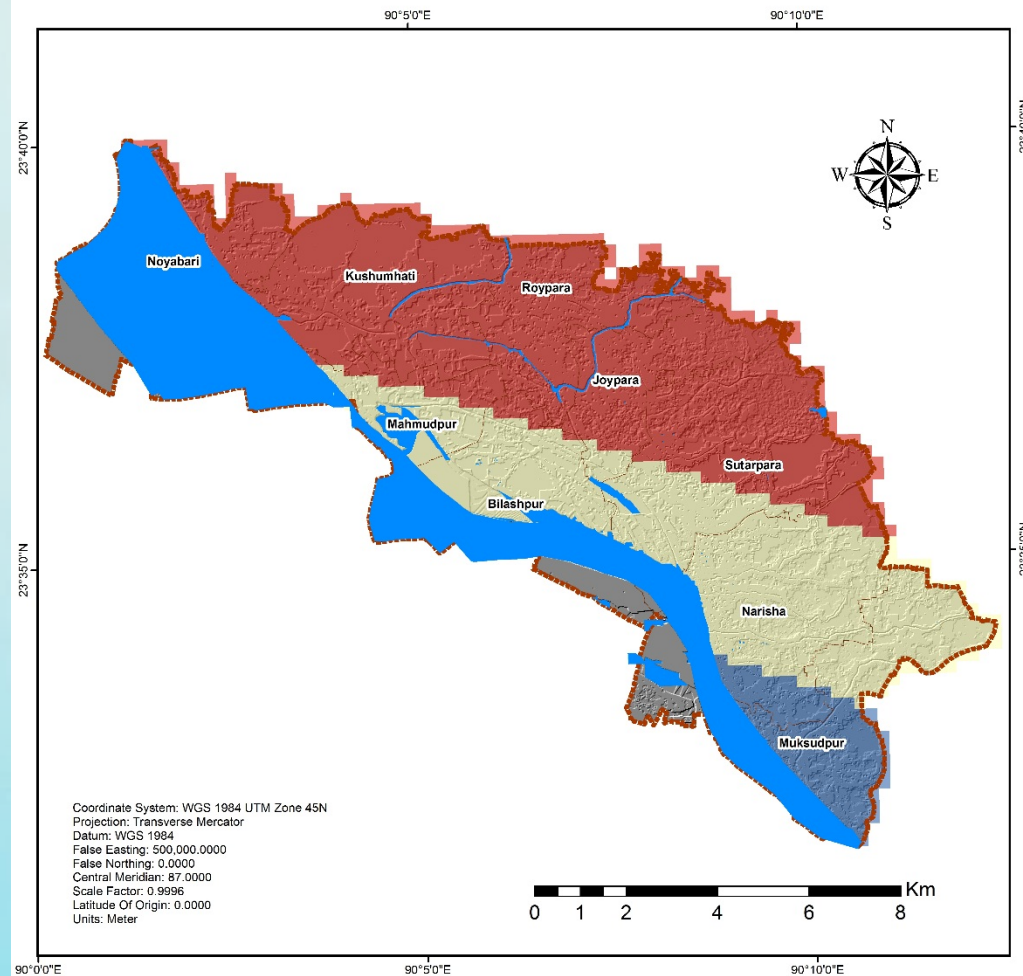 90°5'0"E
90°10'0"E
23°40'0"N
N
W
E
S
Noyabari
Kushumhati
Roypara
Joypara
Mahmudpur
Sutarpara
Bilashpur
23°35'0"N
Narisha
Muksudpur
Coordinate System: WGS 1984 UTM Zone 45N
Projection: Transverse Mercator
Datum: WGS 1984
False Easting: 500,000.0000
False Northing: 0.0000
Central Meridian: 87.0000
Scale Factor: 0.9996
Latitude Of Origin: 0.0000
Units: Meter
Km
0 1 2 4 6 8
90°0'0"E
90°5'0"E
90°10'0"E